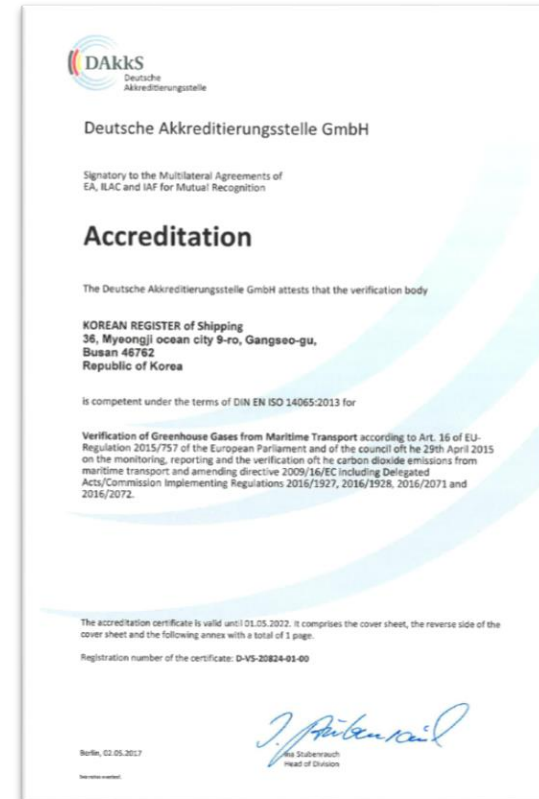 DAkkS
Deutsche
Akkreditierungsstelle
Deutsche Akkreditierungsstelle GmbH
Signatory to the Multilateral Agreements of
EA, ILAC and IAF for Mutual Recognition
Accreditation
The Deutsche Akkreditierungsstelle GmbH attests that the verification body
KOREAN REGISTER of Shipping
36, Myeongji ocean city 9-ro, Gangseo-gu,
Busan 46762
Republic of Korea
is competent under the terms of DIN EN ISO 14065:2013 for
Verification of Greenhouse Gases from Maritime Transport according to Art. 16 of EU-
Regulation 2015/757 of the European Parliament and of the council oft he 29th April 2015
on the monitoring, reporting and the verification oft he carbon dioxide emissions from
maritime transport and amending directive 2009/16/EC including Delegated
Acts/Commission Implementing Regulations 2016/1927, 2016/1928, 2016/2071 and
2016/2072.
The accreditation certificate is valid until 01.05.2022. It comprises the cover sheet, the reverse side of the
cover sheet and the following annex with a total of 1 page.
Registration number of the certificate: D-VS-20824-01-00
Berlin, 02.05.2017
Stubenrauch
Head of Division